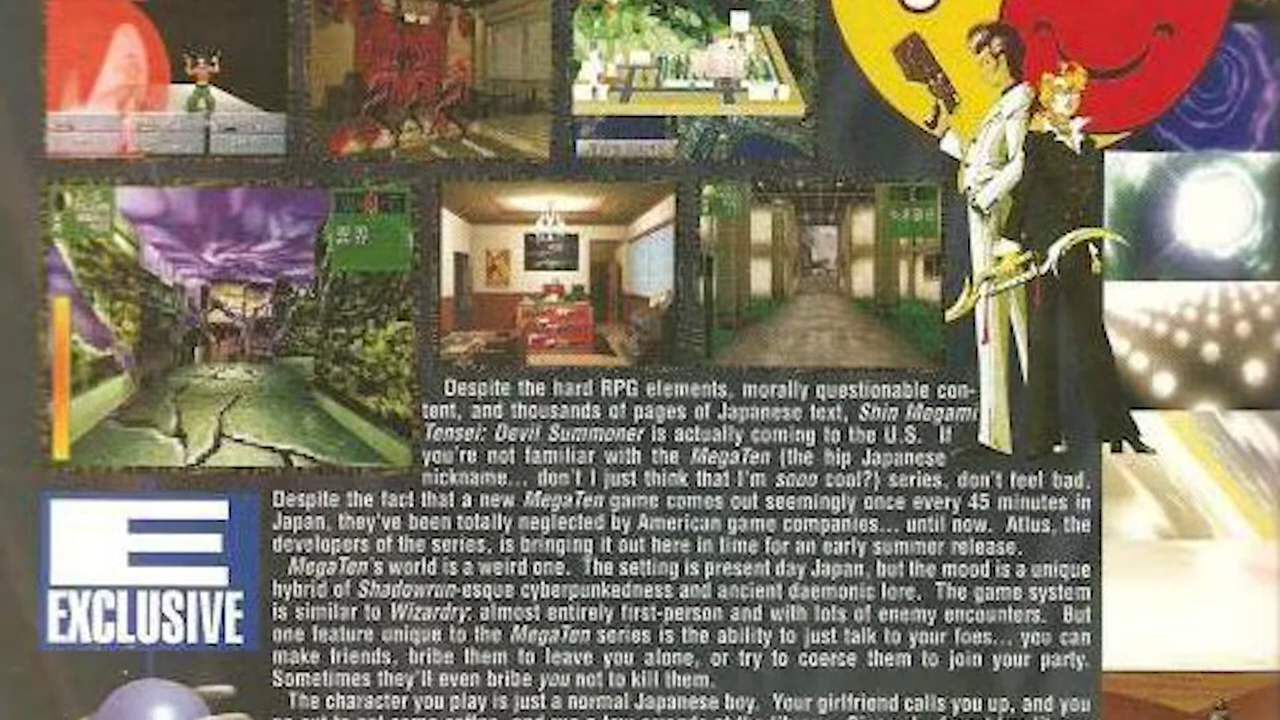 Despite the hard RPG elements, morally questionable con-
tent, and thousands of pages of Japanese text, Shin Megami
Tensei: Devil Summoner is actually coming to the U.S. If
you're not familiar with the MegaTen (the hip Japanese
nickname... don't I just think that I'm sooo cool?) series, don't feel bad.
Despite the fact that a new MegaTen game comes out seemingly once every 45 minutes in
Japan, they've been totally neglected by American game companies... until now. Atlus, the
developers of the series, is bringing it out here in time for an early summer release.
MegaTen's world is a weird one. The setting is present day Japan, but the mood is a unique
hybrid of Shadowrun-esque cyberpunkedness and ancient daemonic lore. The game system
is similar to Wizardry: almost entirely first-person and with lots of enemy encounters. But
one feature unique to the MegaTen series is the ability to just talk to your foes... you can
make friends, bribe them to leave you alone, or try to coerce them to join your party.
Sometimes they'll even bribe you not to kill them.
The character you play is just a normal Japanese boy. Your girlfriend calls you up, and you
E
EXCLUSIVE